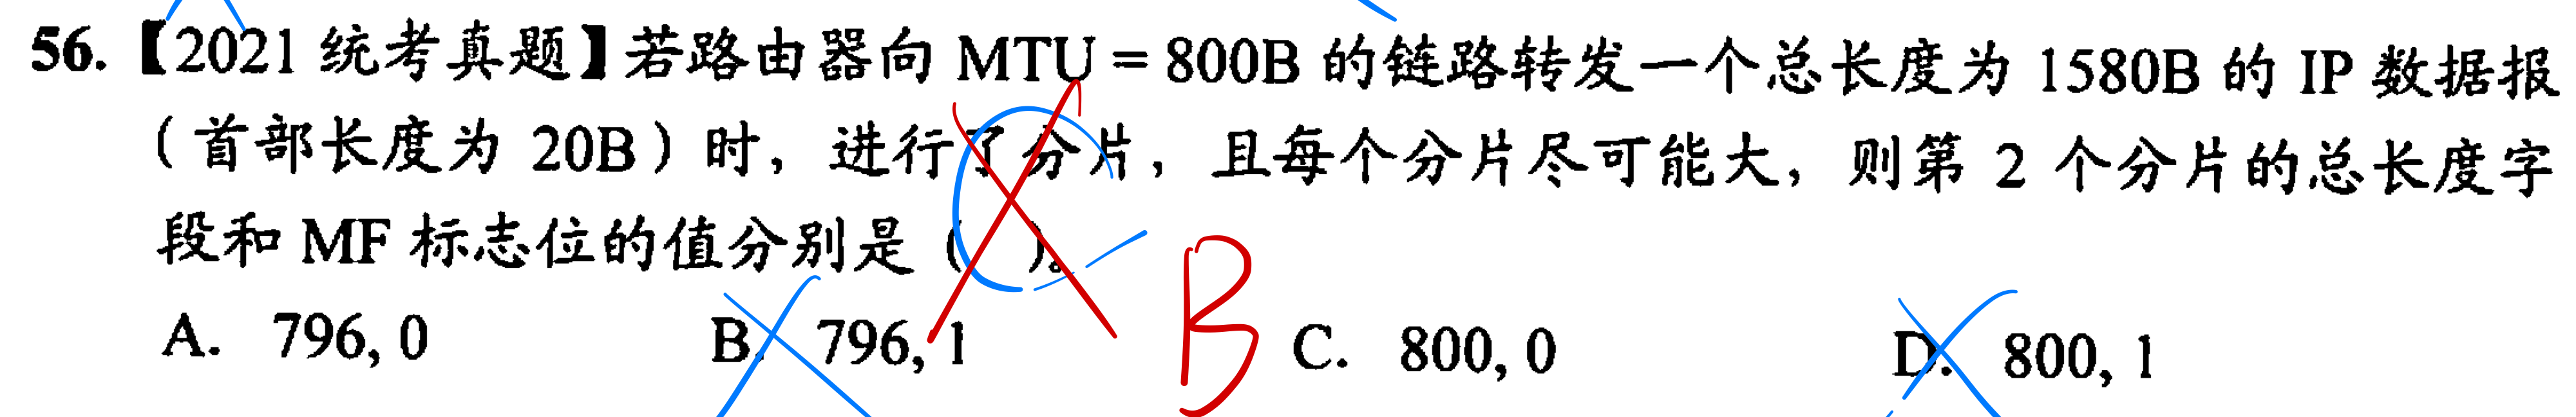 56.【2021 统考真题】若路由器向 MTU = 800B 的链路转发一个总长度为 1580B 的 IP 数据报
（首部长度为 20B）时，进行了分片，且每个分片尽可能大，则第 2 个分片的总长度字
段和 MF 标志位的值分别是（ ）。
B
A. 796, 0 B. 796, 1 C. 800, 0 D. 800, 1